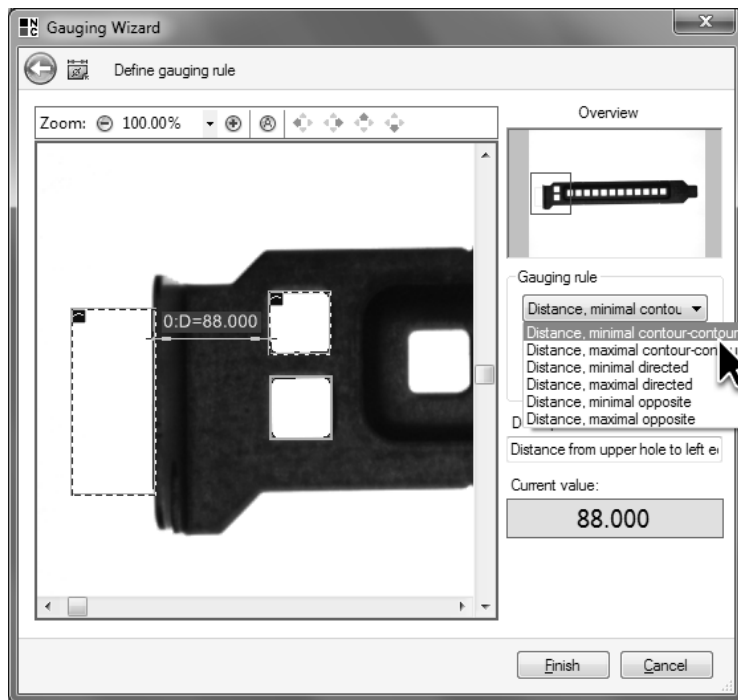 Gauging Wizard
Define gauging rule
Zoom: 100.00%
Overview
0:D=88.000
Gauging rule
Distance, minimal contou
Distance, minimal contour-contour
Distance, maximal contour-con
Distance, minimal directed
Distance, maximal directed
Distance, minimal opposite
Distance, maximal opposite
Distance from upper hole to left e
Current value:
88.000
Finish
Cancel